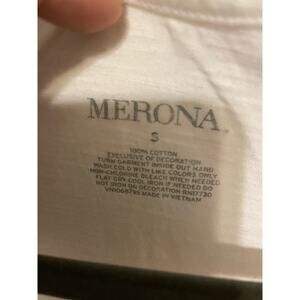 MERONA
S
100% COTTON
EXCLUSIVE OF DECORATION
TURN GARMENT INSIDE OUT HAND
WASH COLD WITH LIKE COLORS ONLY
NON-CHLORINE BLEACH WHEN NEEDED
FLAT DRY COOL IRON IF NEEDED DO
NOT IRON ON DECORATION RN17730
MADE IN VIETNAM